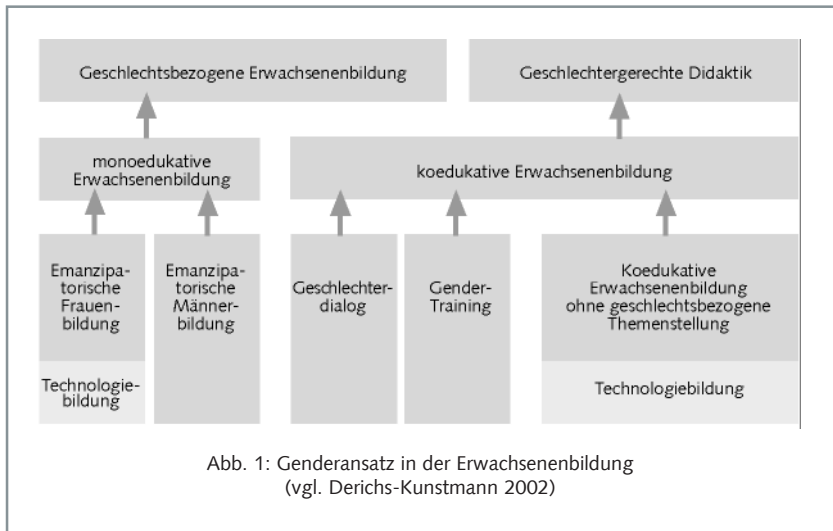 Geschlechtsbezogene Erwachsenenbildung
Geschlechtergerechte Didaktik
monoedukative
Erwachsenenbildung
koedukative Erwachsenenbildung
Emanzipa-
torische
Frauen-
bildung
Emanzipa-
torische
Männer-
bildung
Geschlechter-
dialog
Gender-
Training
Koedukative
Erwachsenenbildung
ohne geschlechtsbezogene
Themenstellung
Technologie-
bildung
Technologiebildung
Abb. 1: Genderansatz in der Erwachsenenbildung
(vgl. Derichs-Kunstmann 2002)